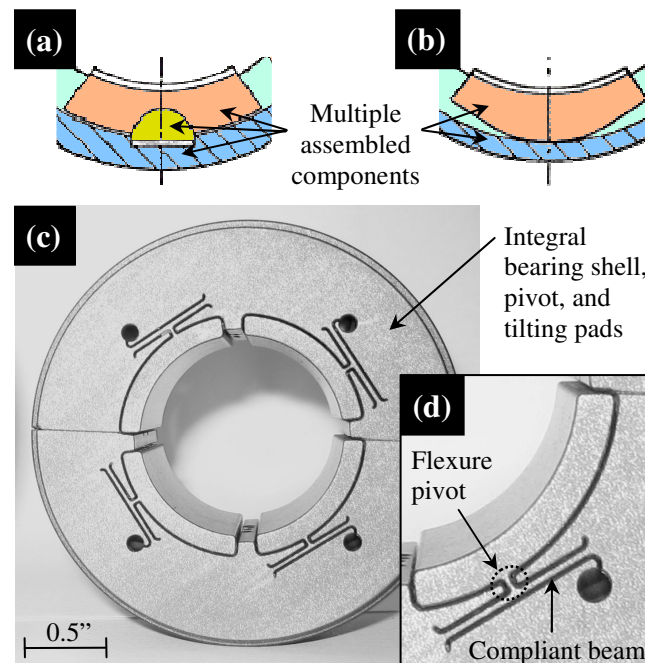 (a)
(b)
Multiple
assembled
components
(c)
Integral
bearing shell,
pivot, and
tilting pads
(d)
Flexure
pivot
0.5”
Compliant beam